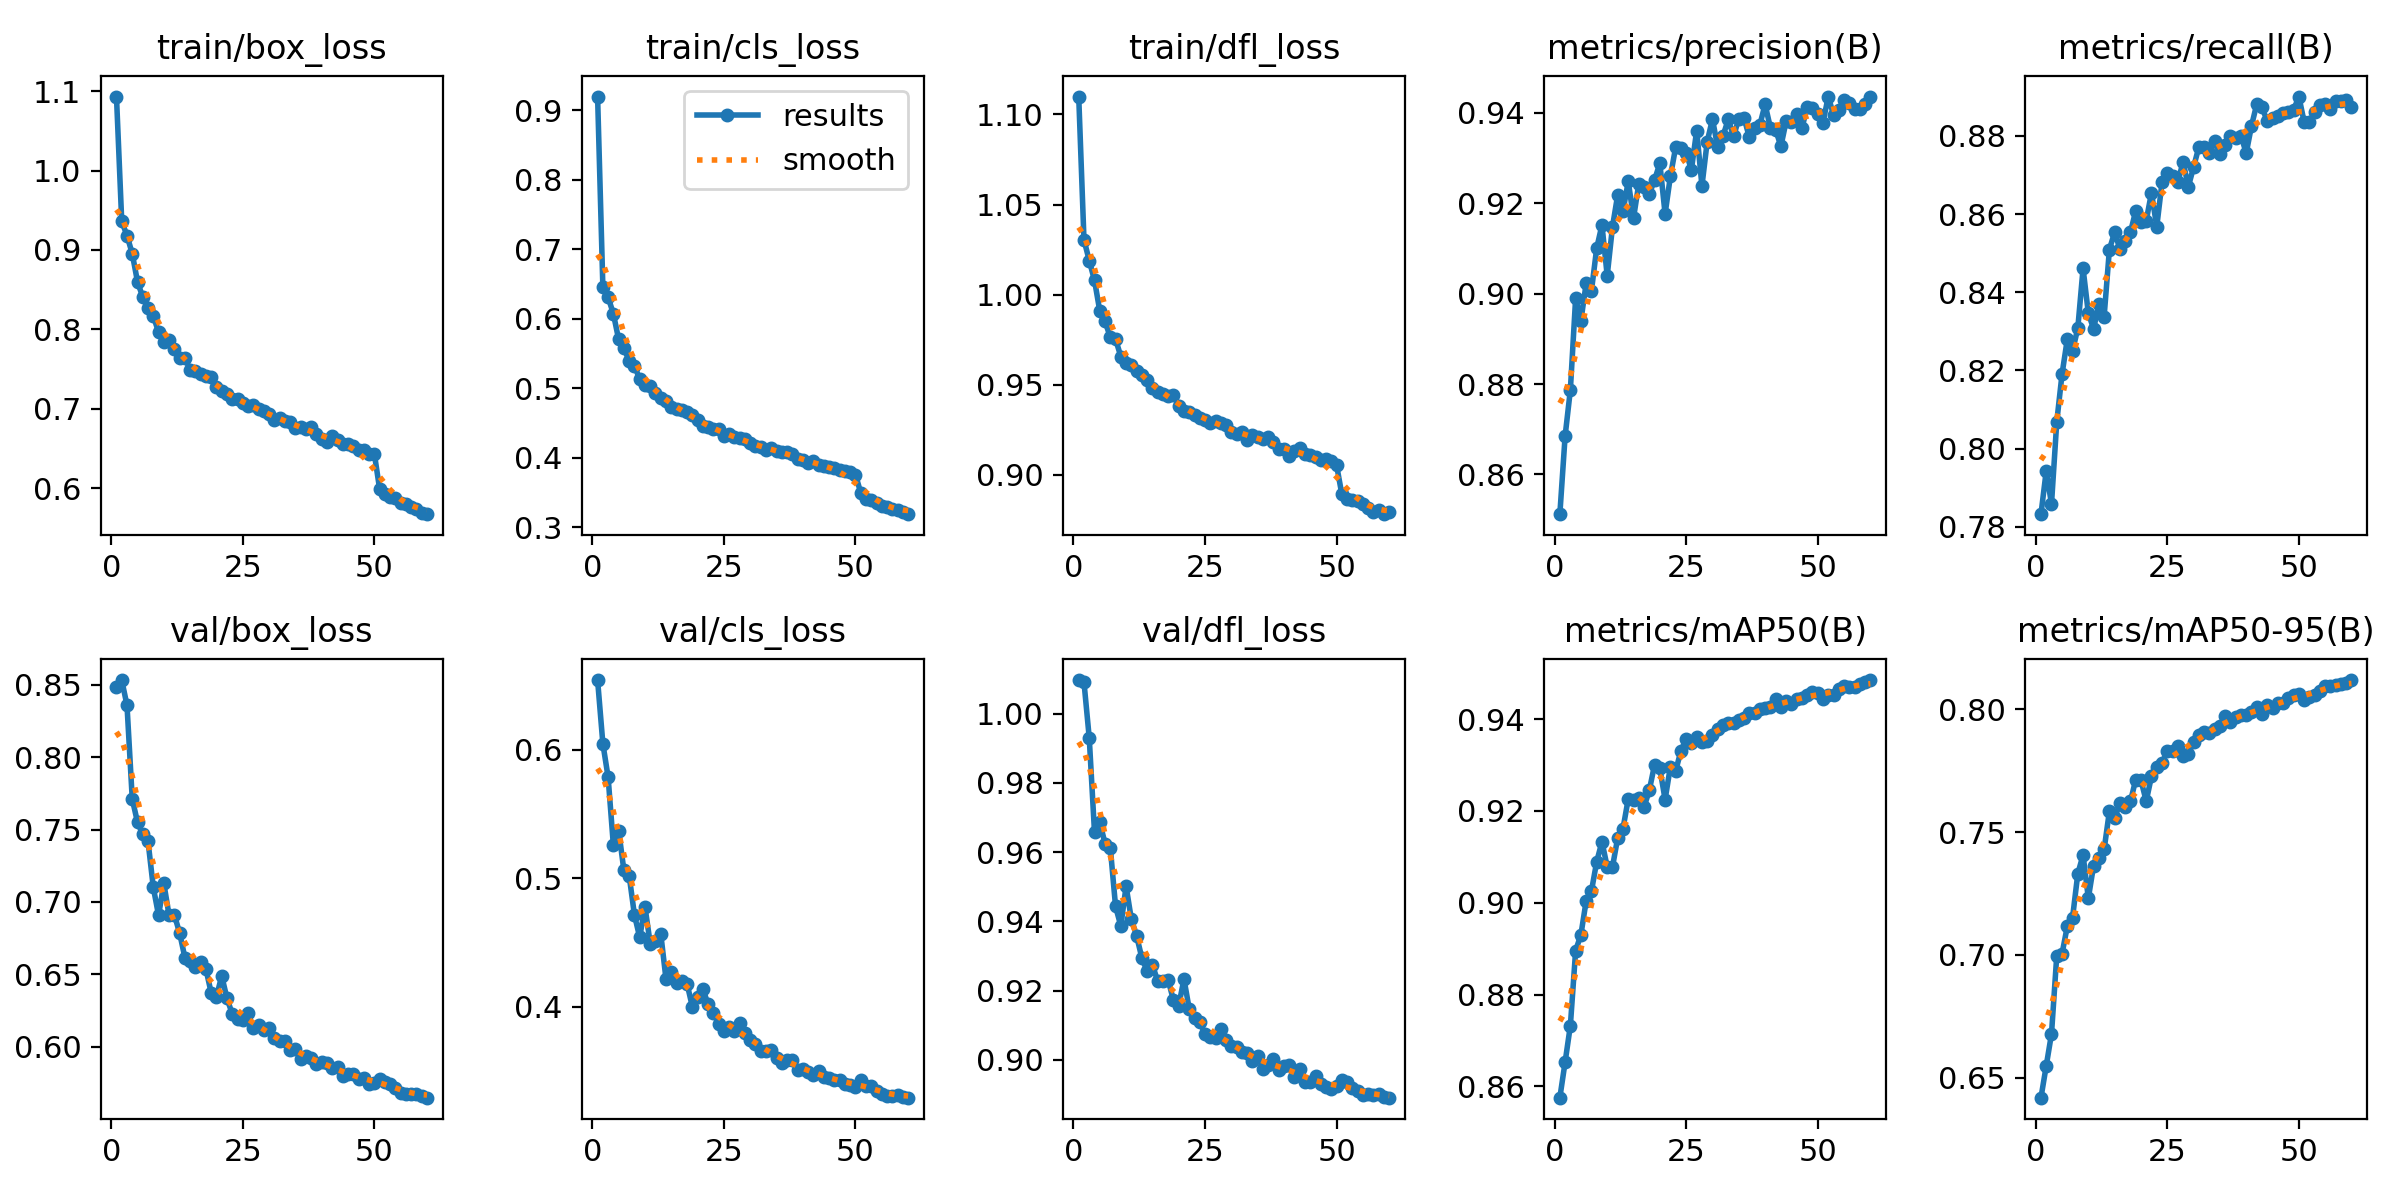 train/box_loss
1.1
1.0
0.9
0.8
0.7
0.6
0 25 50
train/cls_loss
results
smooth
0.9
0.8
0.7
0.6
0.5
0.4
0.3
0 25 50
train/dfl_loss
1.10
1.05
1.00
0.95
0.90
0 25 50
metrics/precision(B)
0.94
0.92
0.90
0.88
0.86
0 25 50
metrics/recall(B)
0.88
0.86
0.84
0.82
0.80
0.78
0 25 50
val/box_loss
0.85
0.80
0.75
0.70
0.65
0.60
0 25 50
val/cls_loss
0.6
0.5
0.4
0 25 50
val/dfl_loss
1.00
0.98
0.96
0.94
0.92
0.90
0 25 50
metrics/mAP50(B)
0.94
0.92
0.90
0.88
0.86
0 25 50
metrics/mAP50-95(B)
0.80
0.75
0.70
0.65
0 25 50